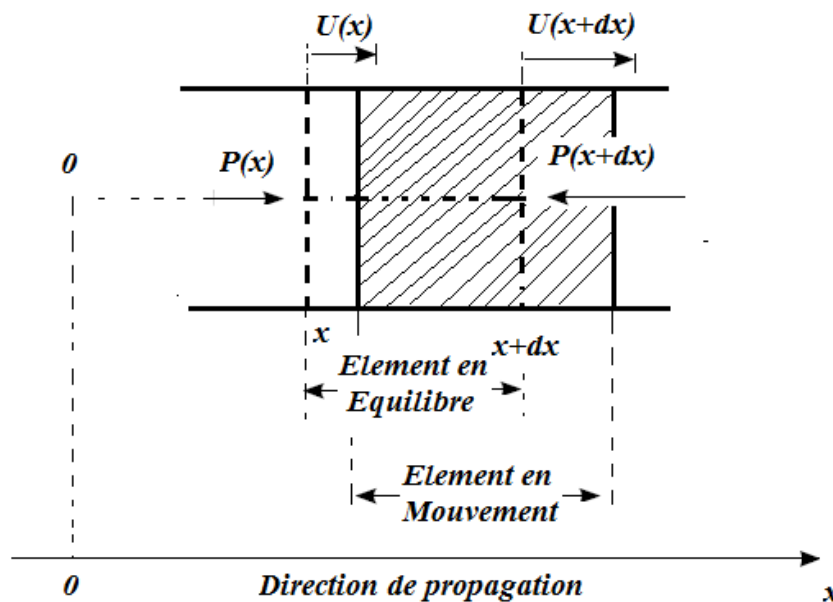 U(x)
U(x+dx)
0
P(x)
P(x+dx)
x
x+dx
Element en
Equilibre
Element en
Mouvement
0
Direction de propagation
x